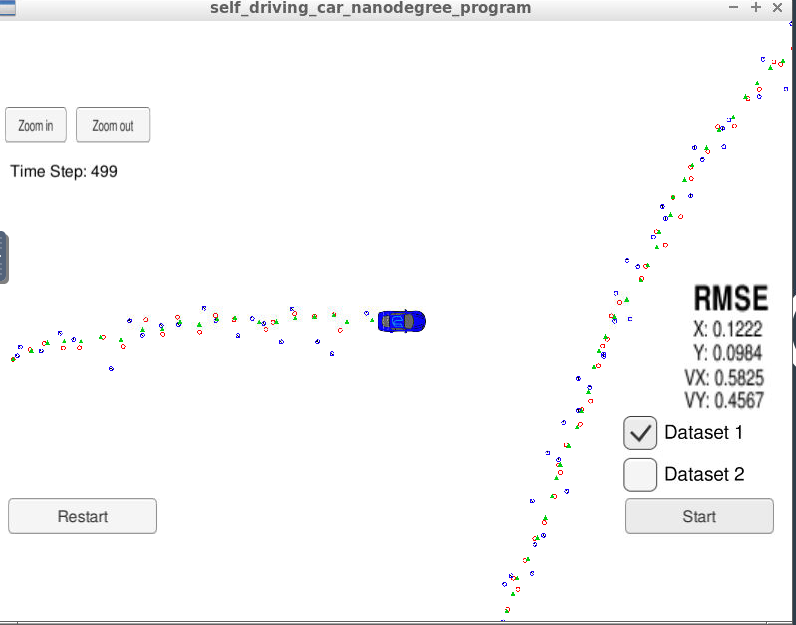 self_driving_car_nanodegree_program
Zoom in
Zoom out
Time Step: 499
RMSE
X: 0.1222
Y: 0.0984
VX: 0.5825
VY: 0.4567
Dataset 1
Dataset 2
Restart
Start